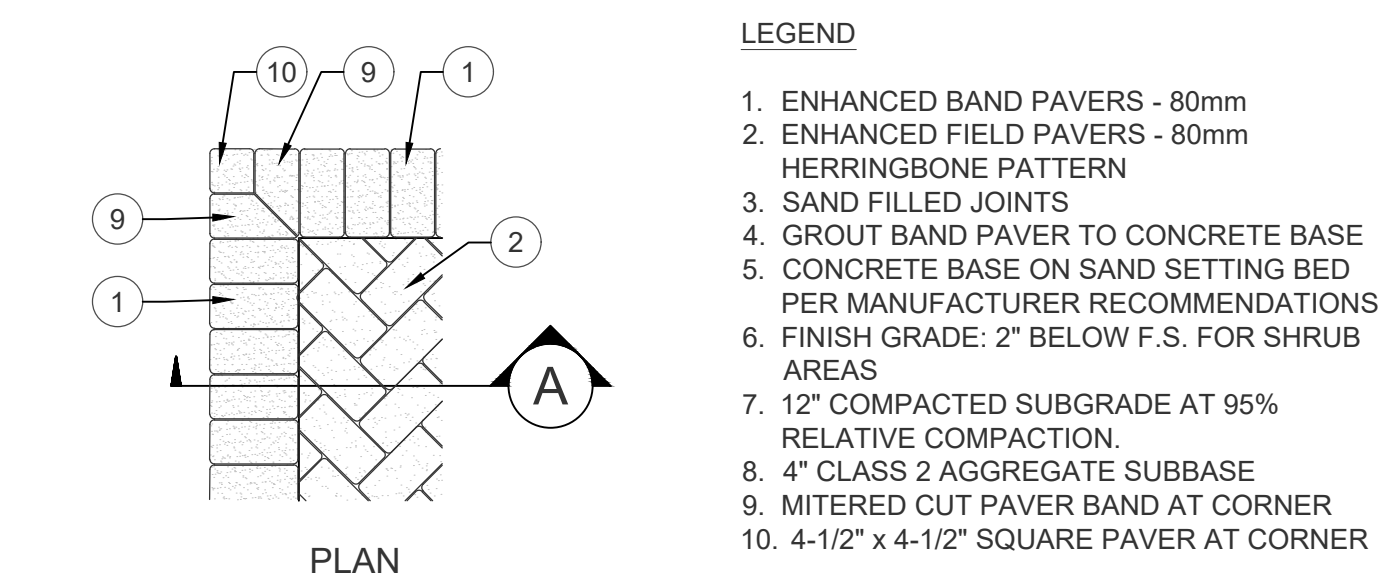 10
9
1
9
2
1
A
PLAN
LEGEND
1. ENHANCED BAND PAVERS - 80mm
2. ENHANCED FIELD PAVERS - 80mm
HERRINGBONE PATTERN
3. SAND FILLED JOINTS
4. GROUT BAND PAVER TO CONCRETE BASE
5. CONCRETE BASE ON SAND SETTING BED
PER MANUFACTURER RECOMMENDATIONS
6. FINISH GRADE: 2" BELOW F.S. FOR SHRUB
AREAS
7. 12" COMPACTED SUBGRADE AT 95%
RELATIVE COMPACTION.
8. 4" CLASS 2 AGGREGATE SUBBASE
9. MITERED CUT PAVER BAND AT CORNER
10. 4-1/2" x 4-1/2" SQUARE PAVER AT CORNER